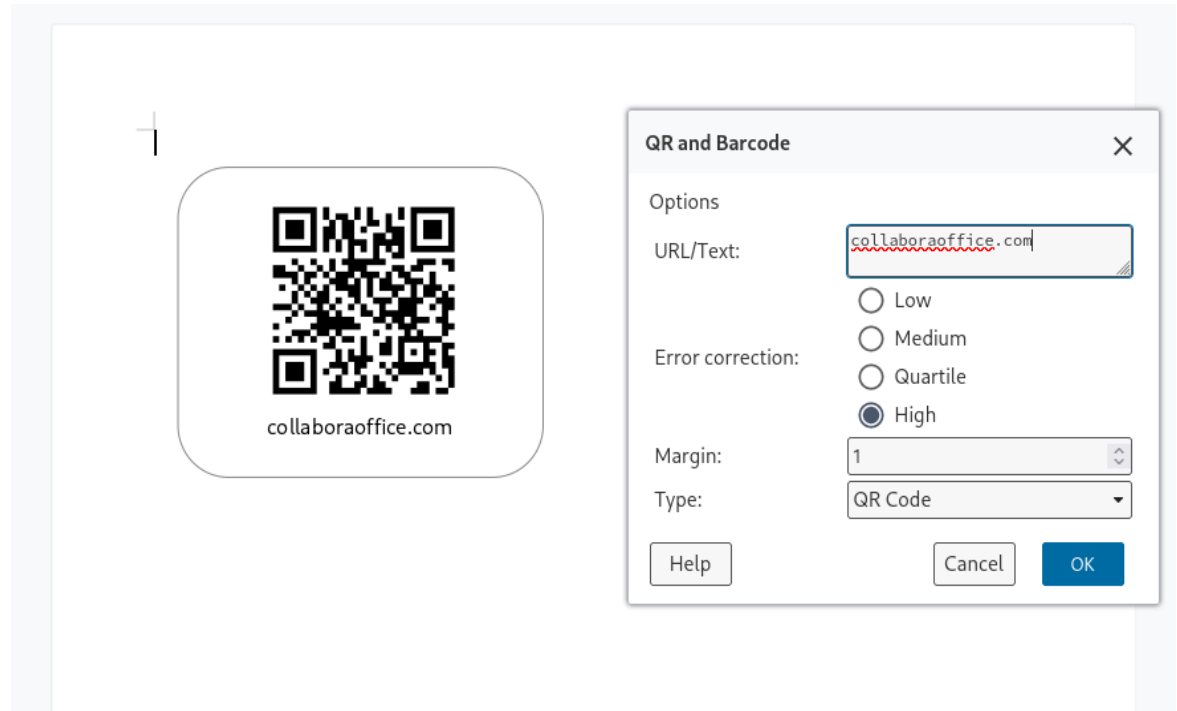 collaboraoffice.com
QR and Barcode
Options
URL/Text:
collaboraoffice.com
Error correction:
Low
Medium
Quartile
High
Margin:
1
Type:
QR Code
Help
Cancel
OK